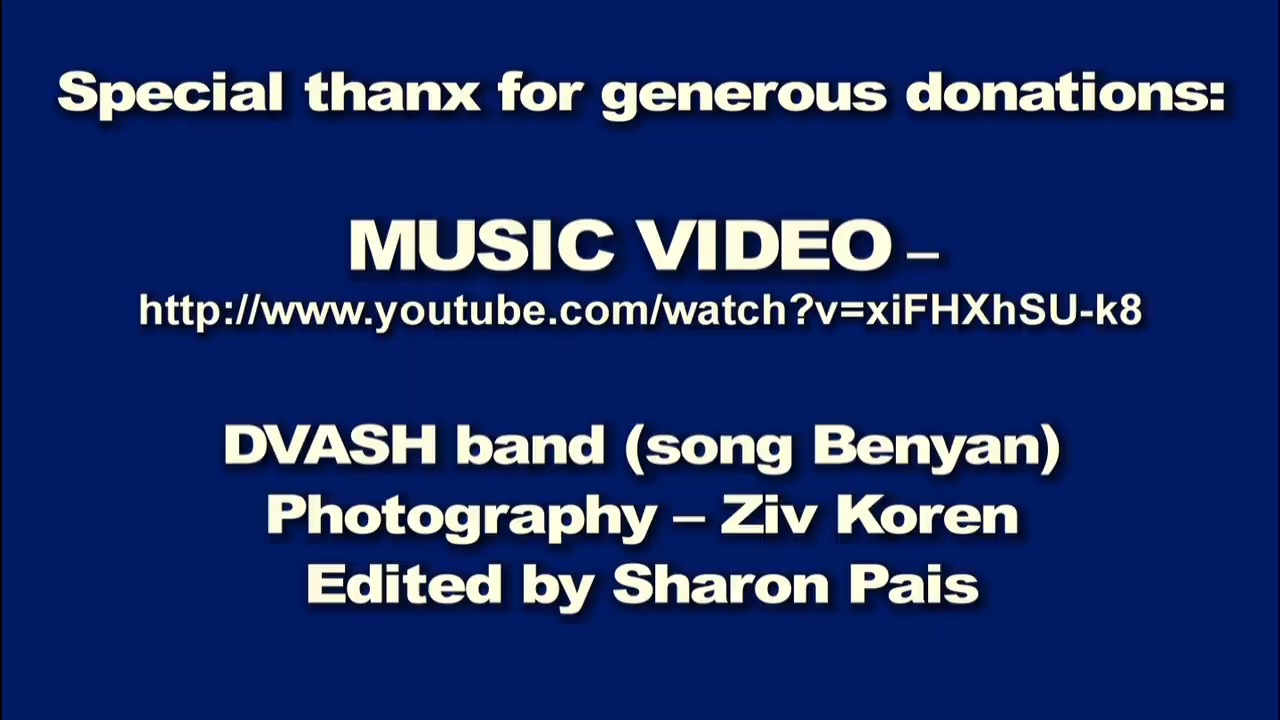 Special thanx for generous donations:
MUSIC VIDEO –
http://www.youtube.com/watch?v=xiFHXhSU-k8
DVASH band (song Benyan)
Photography – Ziv Koren
Edited by Sharon Pais